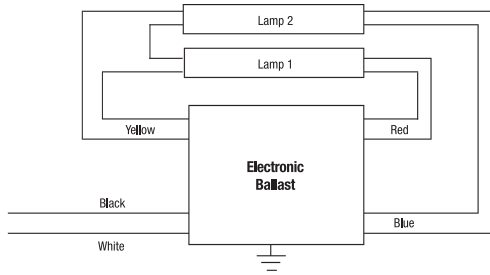 Lamp 2
Lamp 1
Yellow
Red
Electronic
Ballast
Black
Blue
White